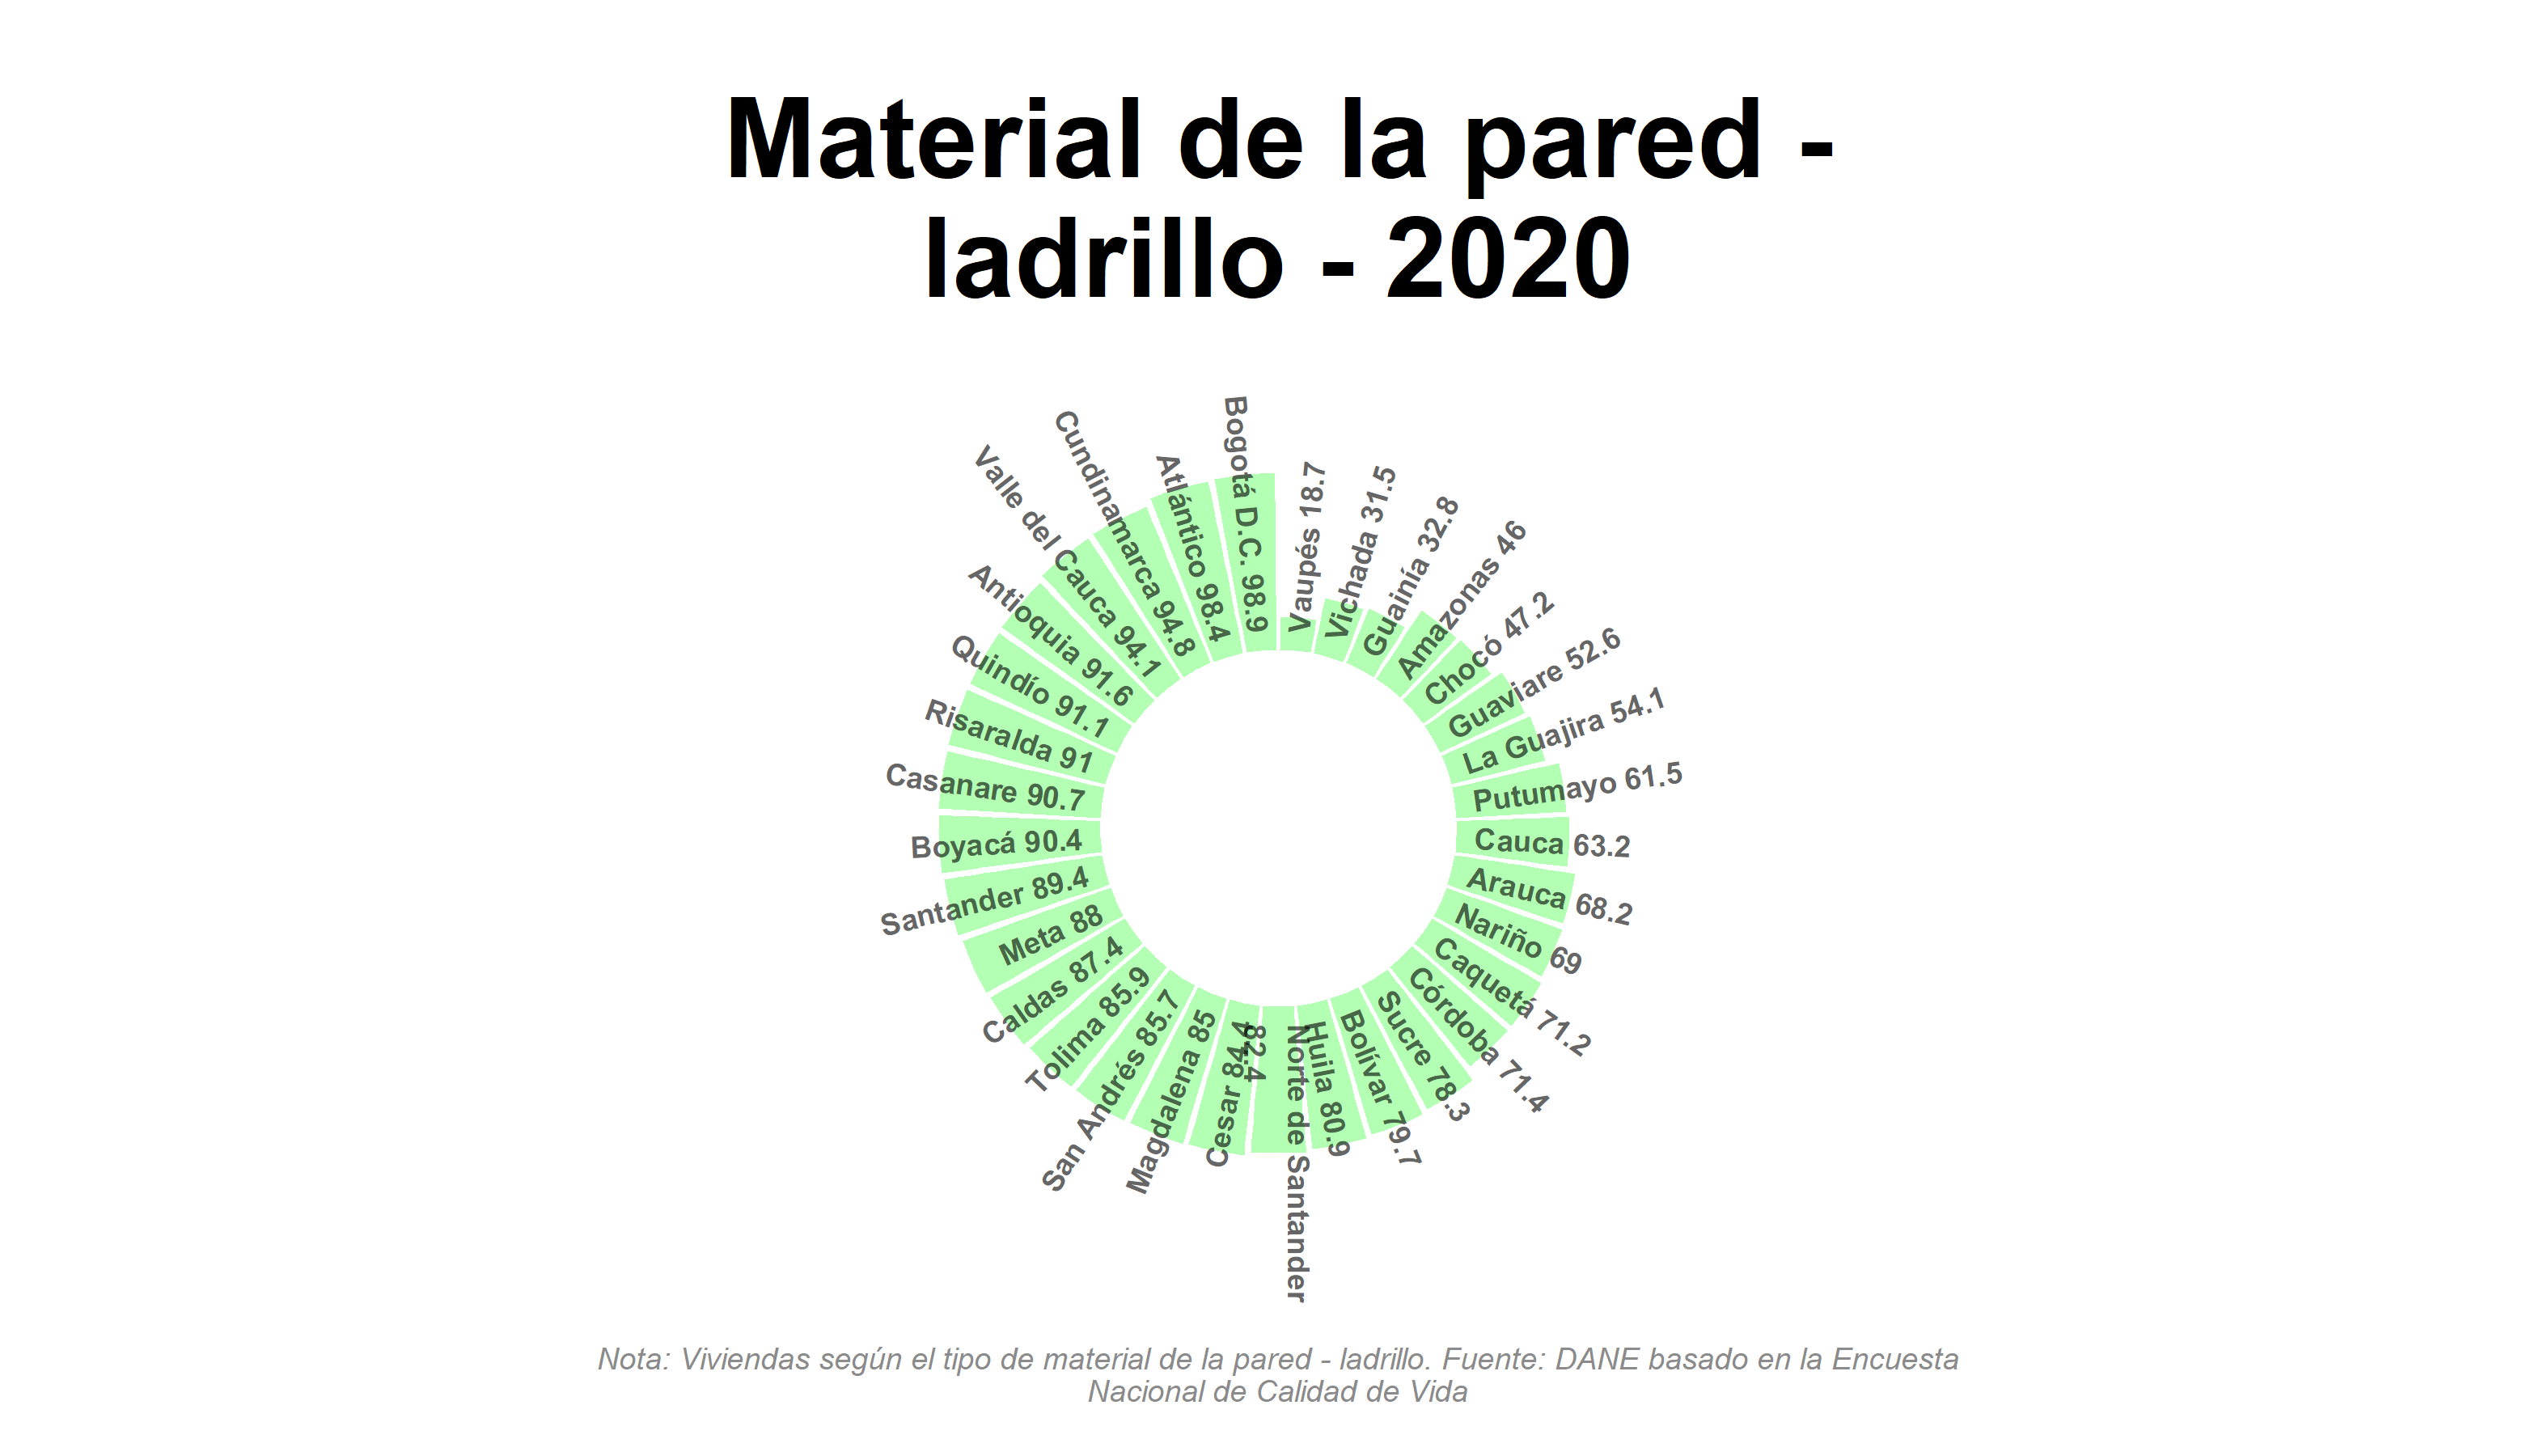 Material de la pared -
ladrillo - 2020
Vaupés 18.7
Vichada 31.5
Guainía 32.8
Amazonas 46
Chocó 47.2
Guaviare 52.6
La Guajira 54.1
Putumayo 61.5
Cauca 63.2
Arauca 68.2
Nariño 69
Caquetá 71.2
Córdoba 71.4
Sucre 78.3
Bolívar 79.7
Huila 80.9
Norte de Santander
82.4
Cesar 84.4
Magdalena 85
San Andrés 85.7
Tolima 85.9
Caldas 87.4
Meta 88
Santander 89.4
Boyacá 90.4
Casanare 90.7
Risaralda 91
Quindío 91.1
Antioquia 91.6
Valle del Cauca 94.1
Cundinamarca 94.8
Atlántico 98.4
Bogotá D.C. 98.9
Nota: Viviendas según el tipo de material de la pared - ladrillo. Fuente: DANE basado en la Encuesta
Nacional de Calidad de Vida